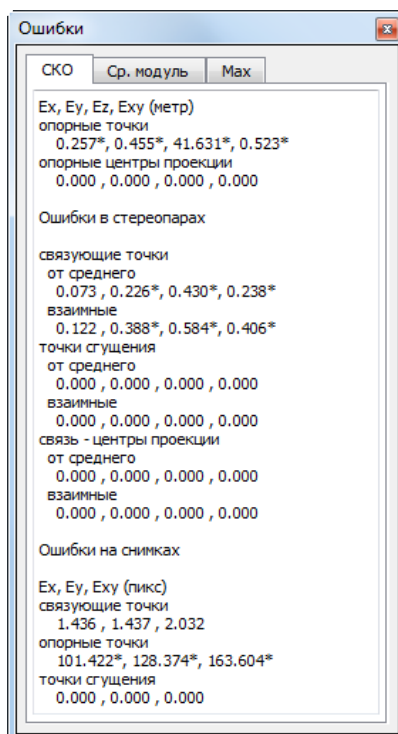 Ошибки
СКО Ср. модуль Max
Ex, Ey, Ez, Exy (метр)
опорные точки
0.257*, 0.455*, 41.631*, 0.523*
опорные центры проекции
0.000 , 0.000 , 0.000 , 0.000
Ошибки в стереопарах
связующие точки
от среднего
0.073 , 0.226*, 0.430*, 0.238*
взаимные
0.122 , 0.388*, 0.584*, 0.406*
точки сгущения
от среднего
0.000 , 0.000 , 0.000 , 0.000
взаимные
0.000 , 0.000 , 0.000 , 0.000
связь - центры проекции
от среднего
0.000 , 0.000 , 0.000 , 0.000
взаимные
0.000 , 0.000 , 0.000 , 0.000
Ошибки на снимках
Ex, Ey, Exy (пикс)
связующие точки
1.436 , 1.437 , 2.032
опорные точки
101.422*, 128.374*, 163.604*
точки сгущения
0.000 , 0.000 , 0.000